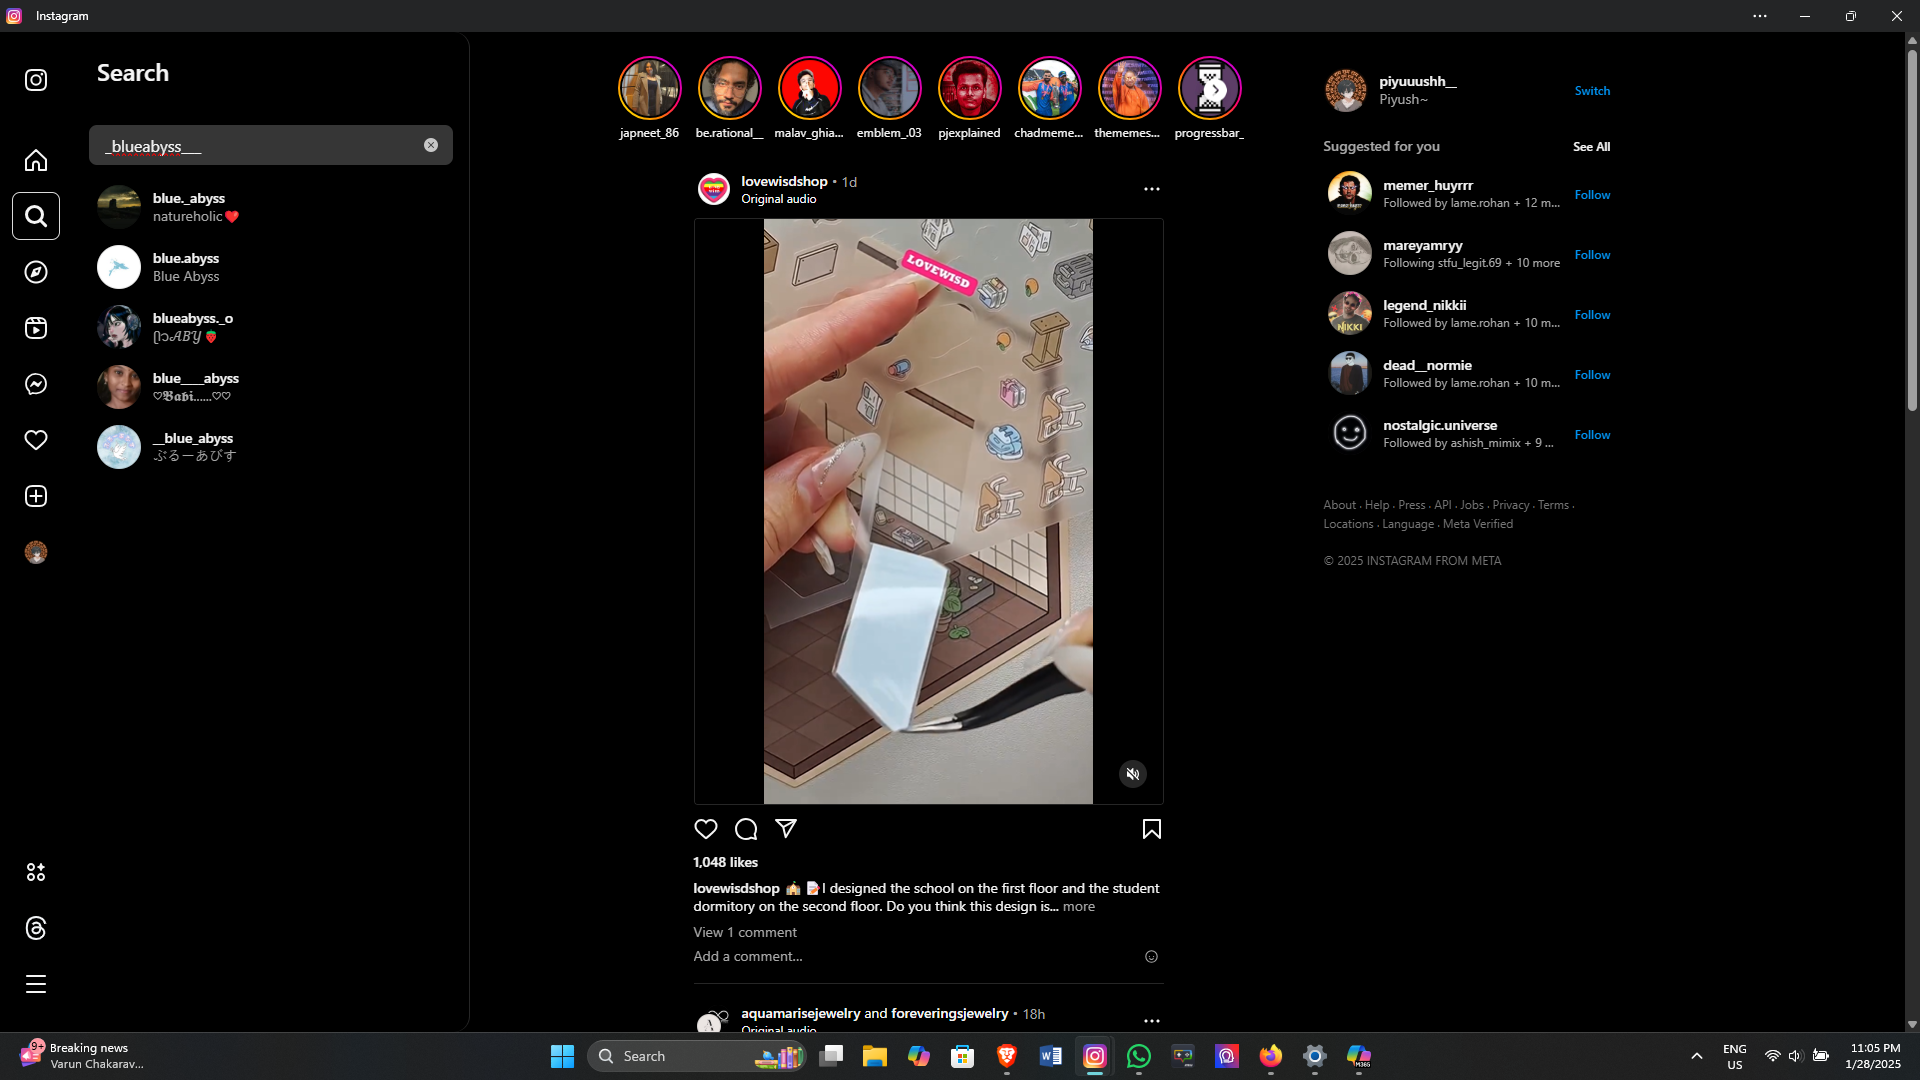 Instagram
Search
_blueabyss___
blue._abyss
natureholic❤️
blue.abyss
Blue Abyss
blueabyss._o
🍓
blue____abyss
♡𝕭𝖆𝖇𝖎......♡♡
__blue_abyss
ぶるーあびす
japneet_86
be.rational__
malav_ghia...
emblem_.03
pjexplained
chadmeme...
thememes...
progressbar_
lovewisdshop • 1d
Original audio
LOVEWISD
1,048 likes
lovewisdshop 🏫 📝I designed the school on the first floor and the student
dormitory on the second floor. Do you think this design is... more
View 1 comment
Add a comment...
aquamarisejewelry and foreveringsjewelry • 18h
Original audio
piyuuushh__
Piyush~
Switch
Suggested for you
See All
memer_huyrrr
Followed by lame.rohan + 12 m...
Follow
mareyamryy
Following stfu_legit.69 + 10 more
Follow
legend_nikkii
Followed by lame.rohan + 10 m...
Follow
NIKKI
dead__normie
Followed by lame.rohan + 10 m...
Follow
nostalgic.universe
Followed by ashish_mimix + 9 ...
Follow
About · Help · Press · API · Jobs · Privacy · Terms ·
Locations · Language · Meta Verified
© 2025 INSTAGRAM FROM META
9+
Breaking news
Varun Chakarav...
Search
M365
ENG
US
11:05 PM
1/28/2025